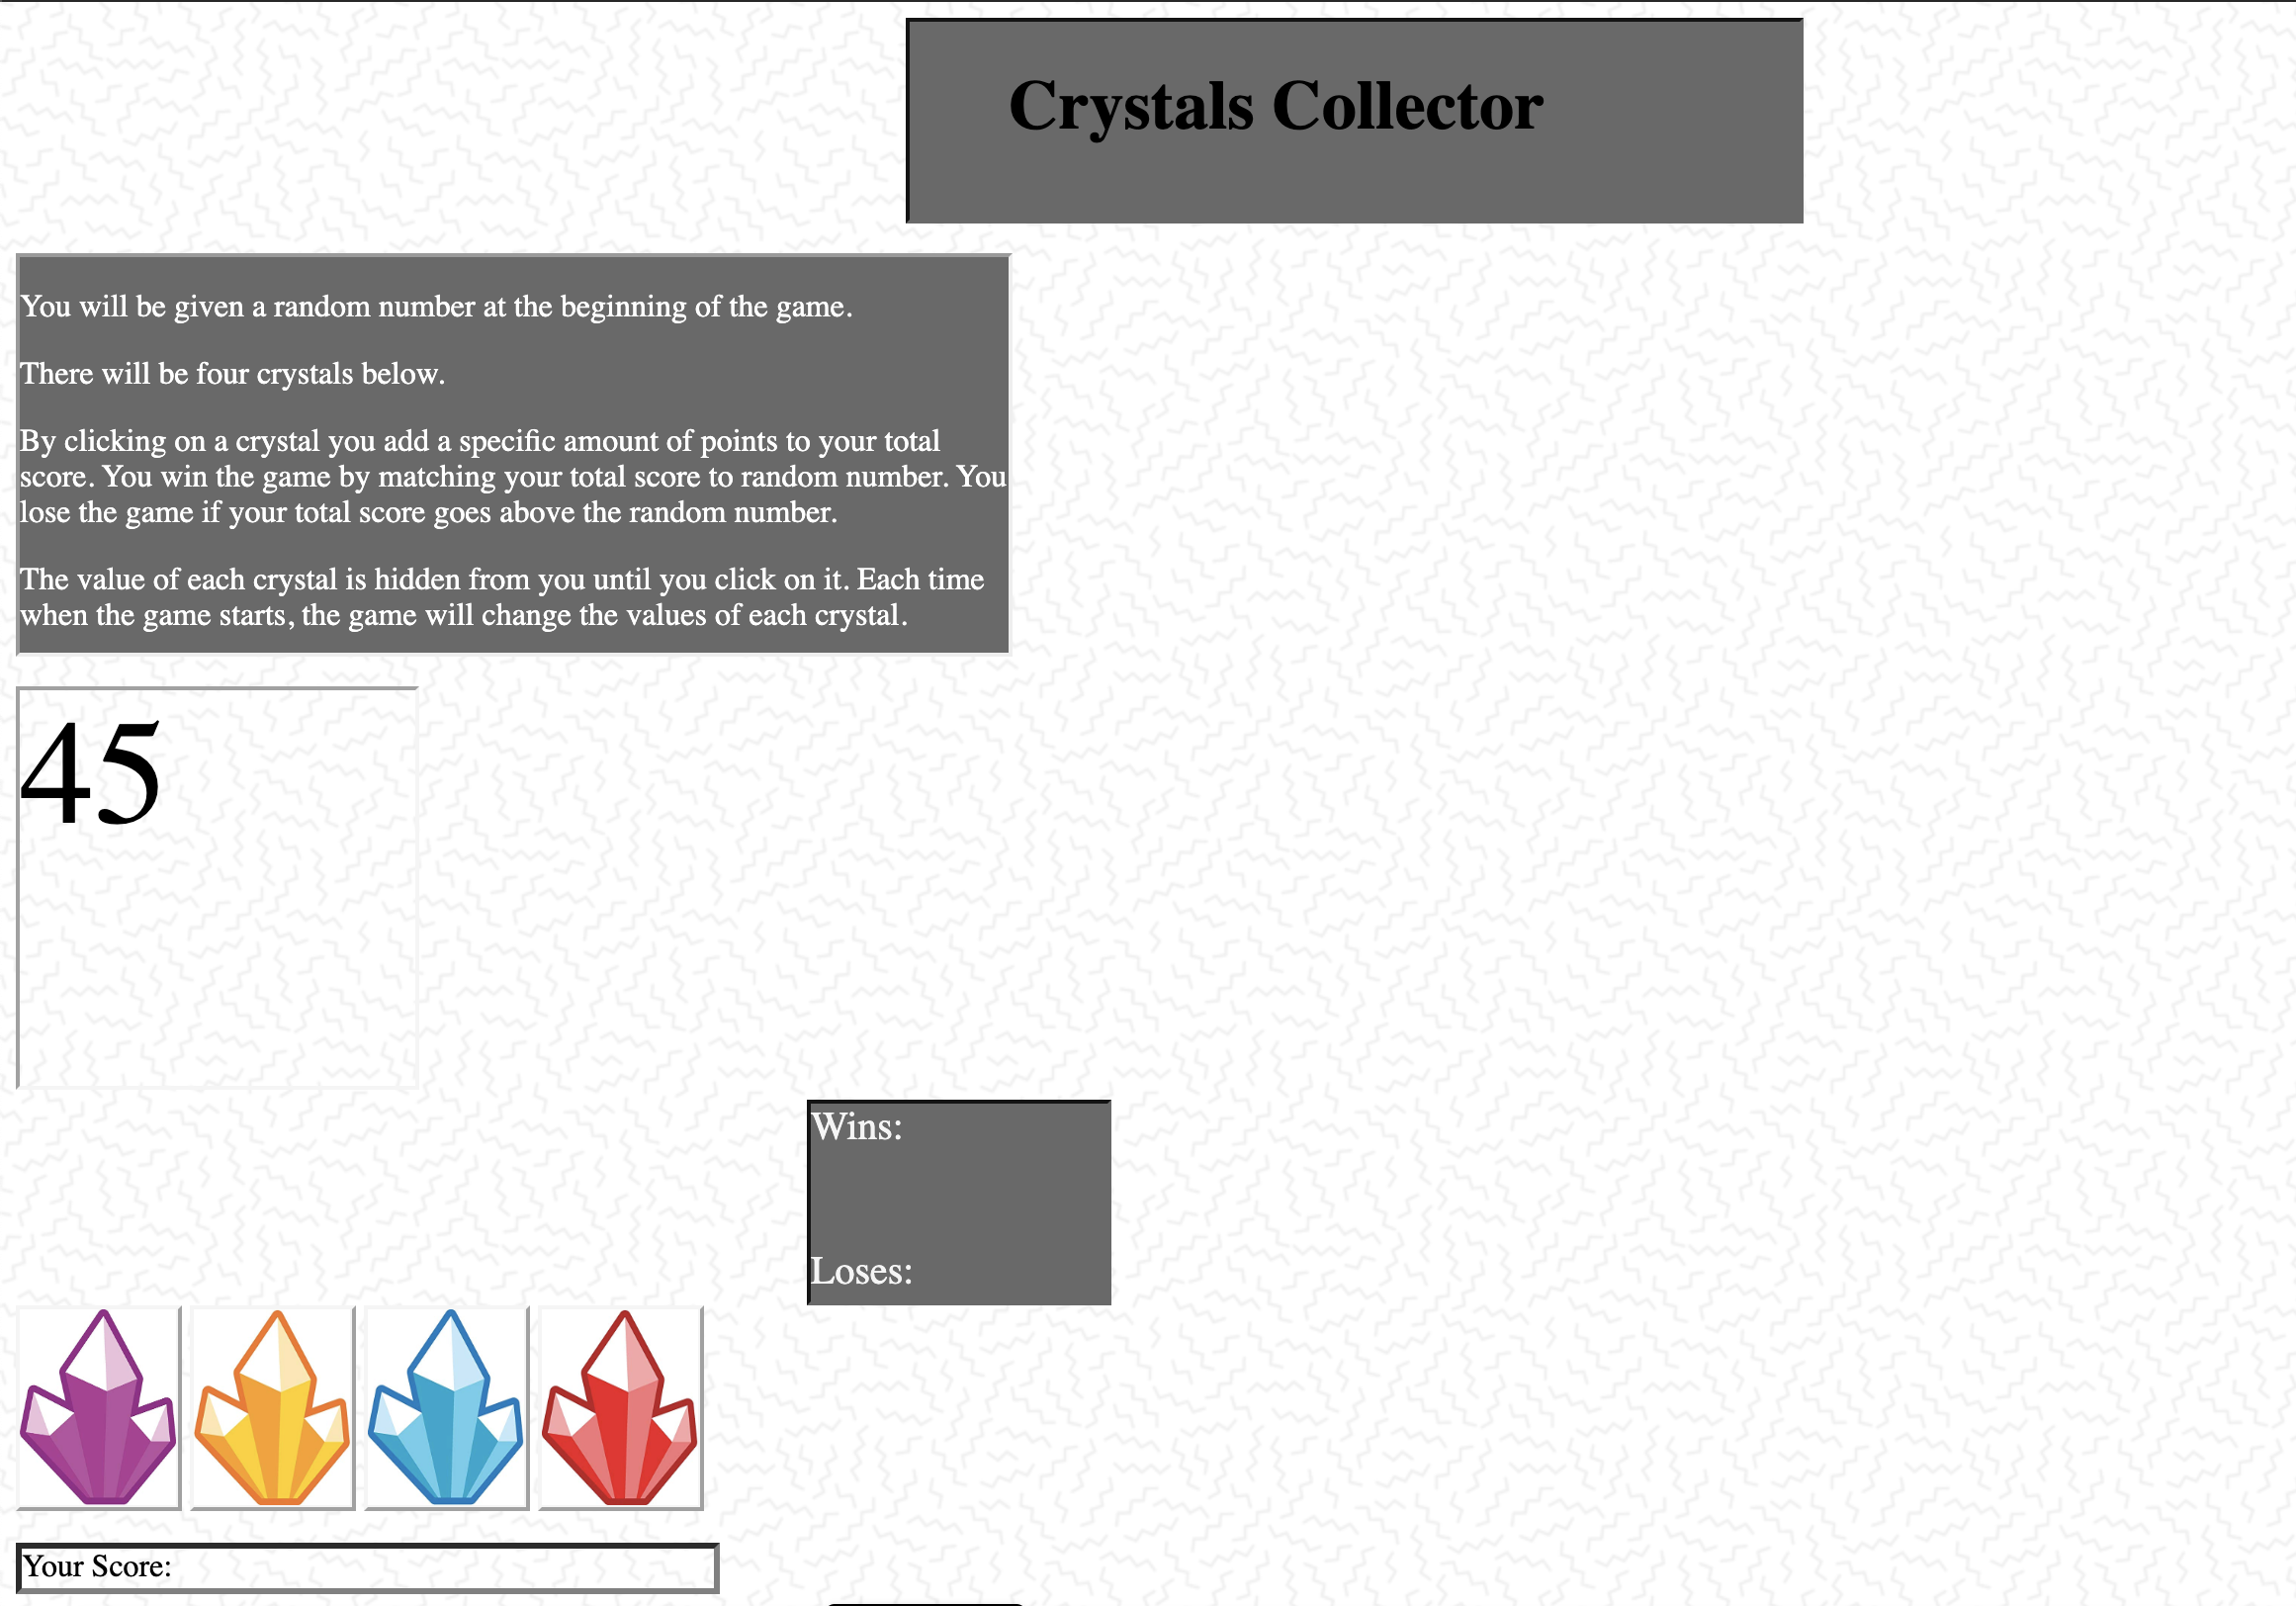 Crystals Collector
You will be given a random number at the beginning of the game.
There will be four crystals below.
By clicking on a crystal you add a specific amount of points to your total
score. You win the game by matching your total score to random number. You
lose the game if your total score goes above the random number.
The value of each crystal is hidden from you until you click on it. Each time
when the game starts, the game will change the values of each crystal.
45
Wins:
Loses:
Your Score: